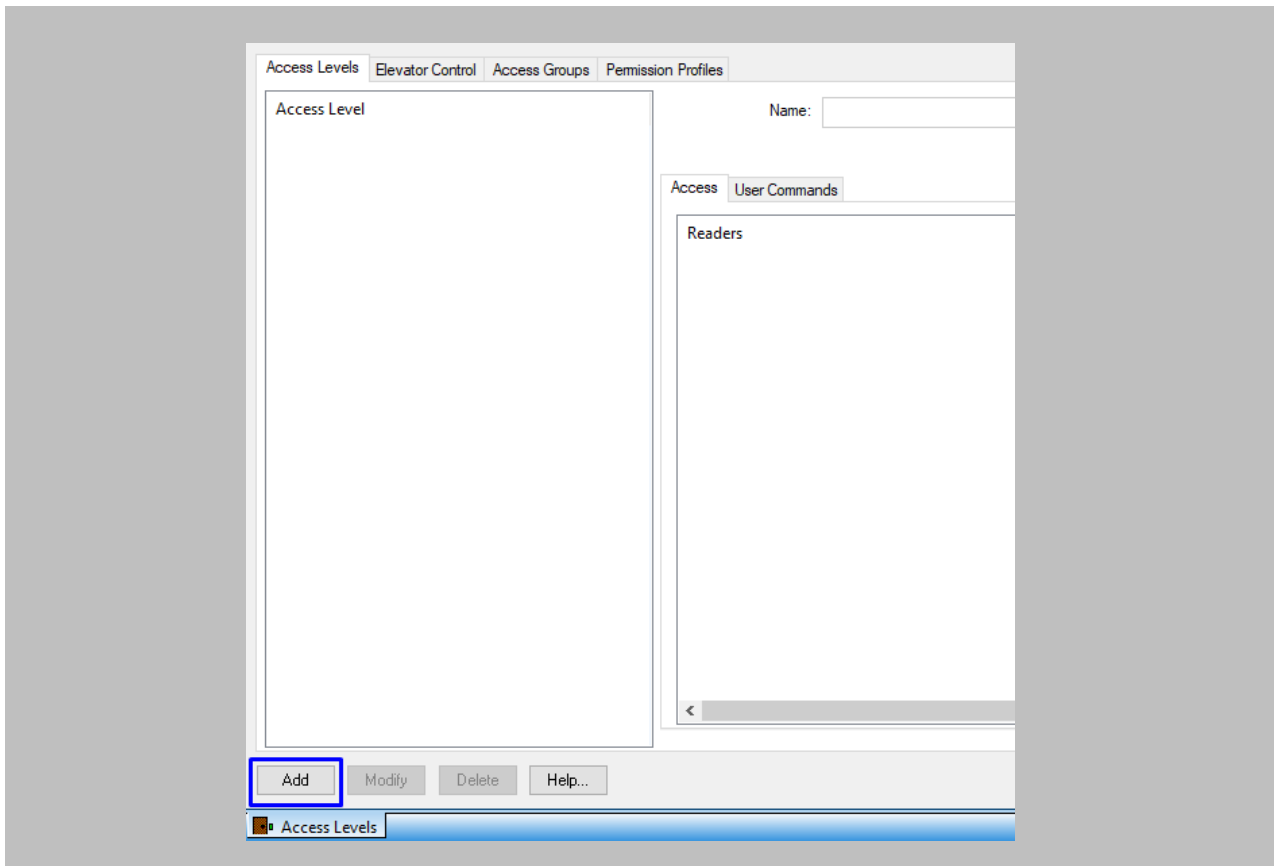 Access Levels Elevator Control Access Groups Permission Profiles
Access Level
Name:
Access User Commands
Readers
Add Modify Delete Help...
Access Levels